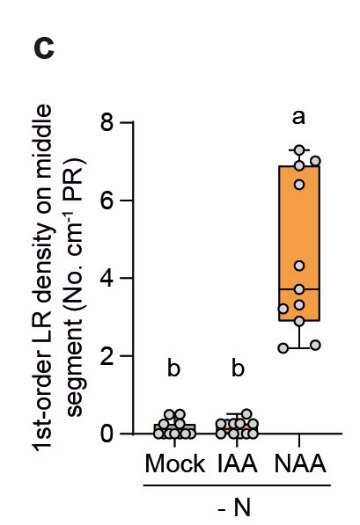 c
1st-order LR density on middle
segment (No. cm⁻¹ PR)
8
6
4
2
0
a
b
b
Mock IAA NAA
- N